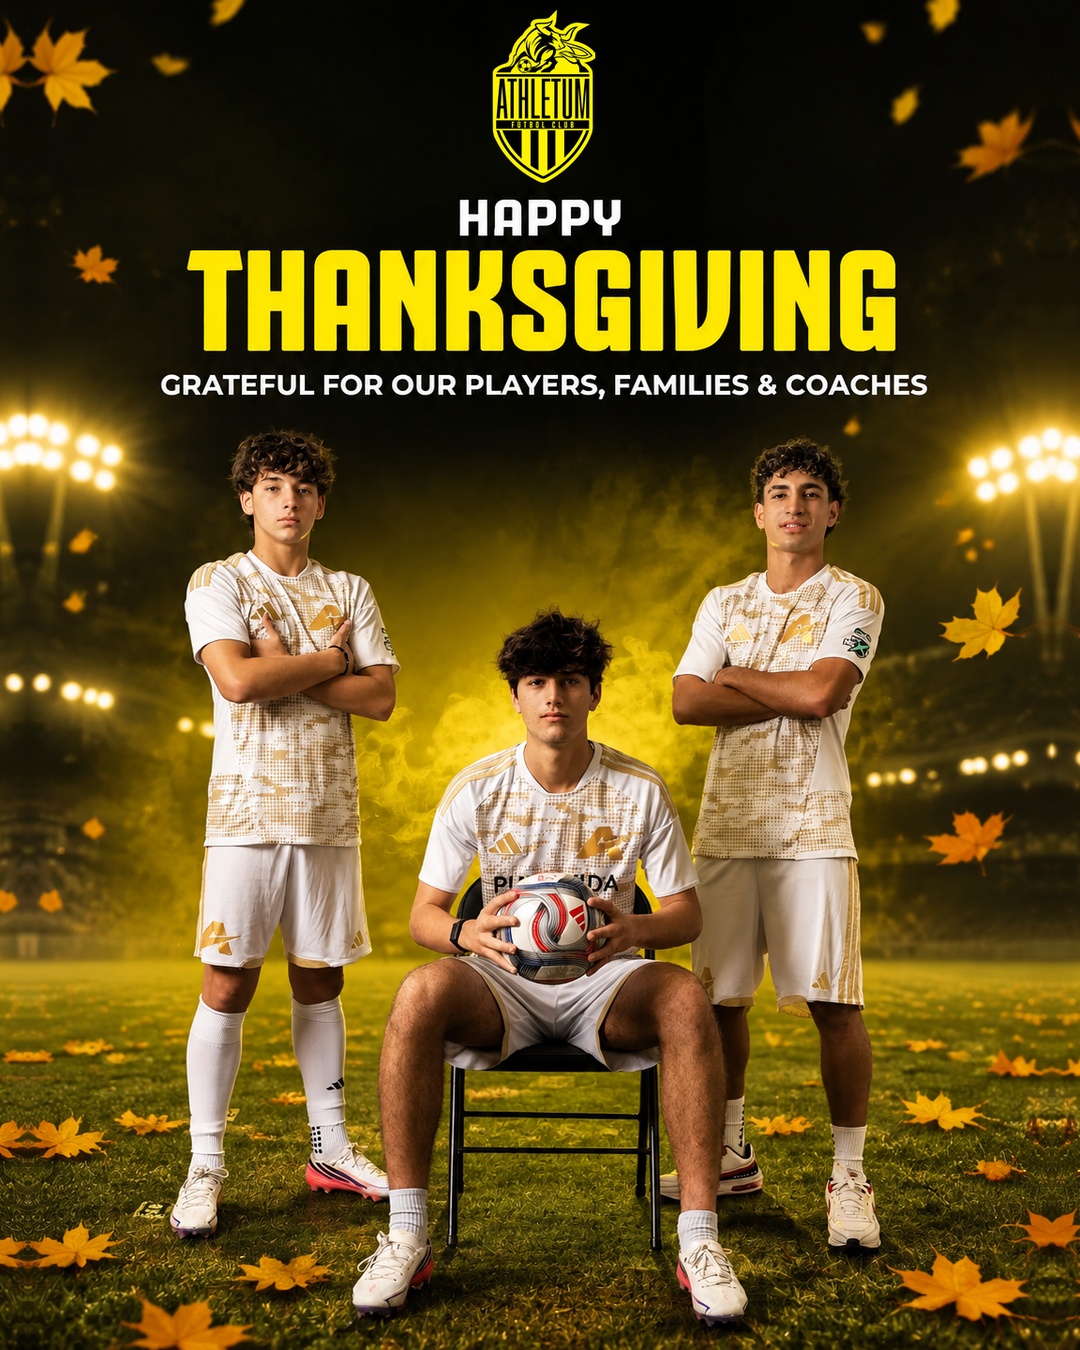 ATHLETUM
FUTBOL CLUB
HAPPY
THANKSGIVING
GRATEFUL FOR OUR PLAYERS, FAMILIES & COACHES